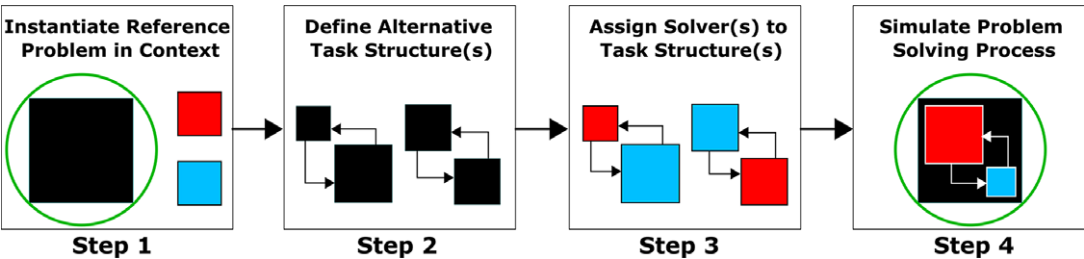 Instantiate Reference
Problem in Context
Step 1
Define Alternative
Task Structure(s)
Step 2
Assign Solver(s) to
Task Structure(s)
Step 3
Simulate Problem
Solving Process
Step 4